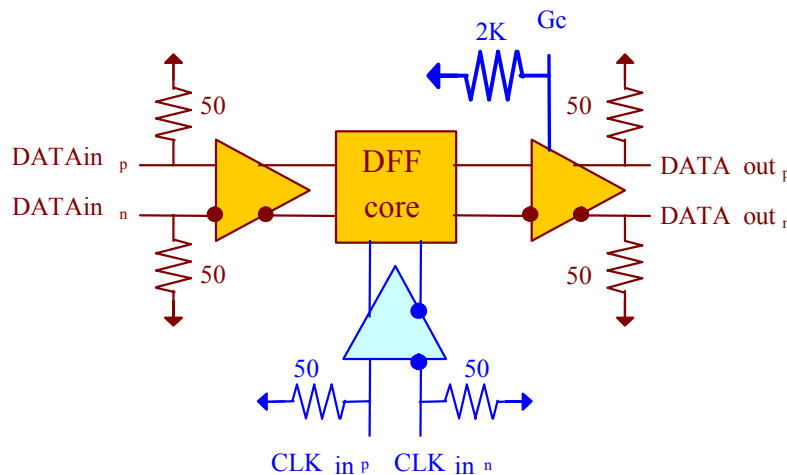 Gc
2K
50
50
DATAin p
DFF
core
DATA out p
DATAin n
DATA out n
50
50
50
50
CLK in p
CLK in n